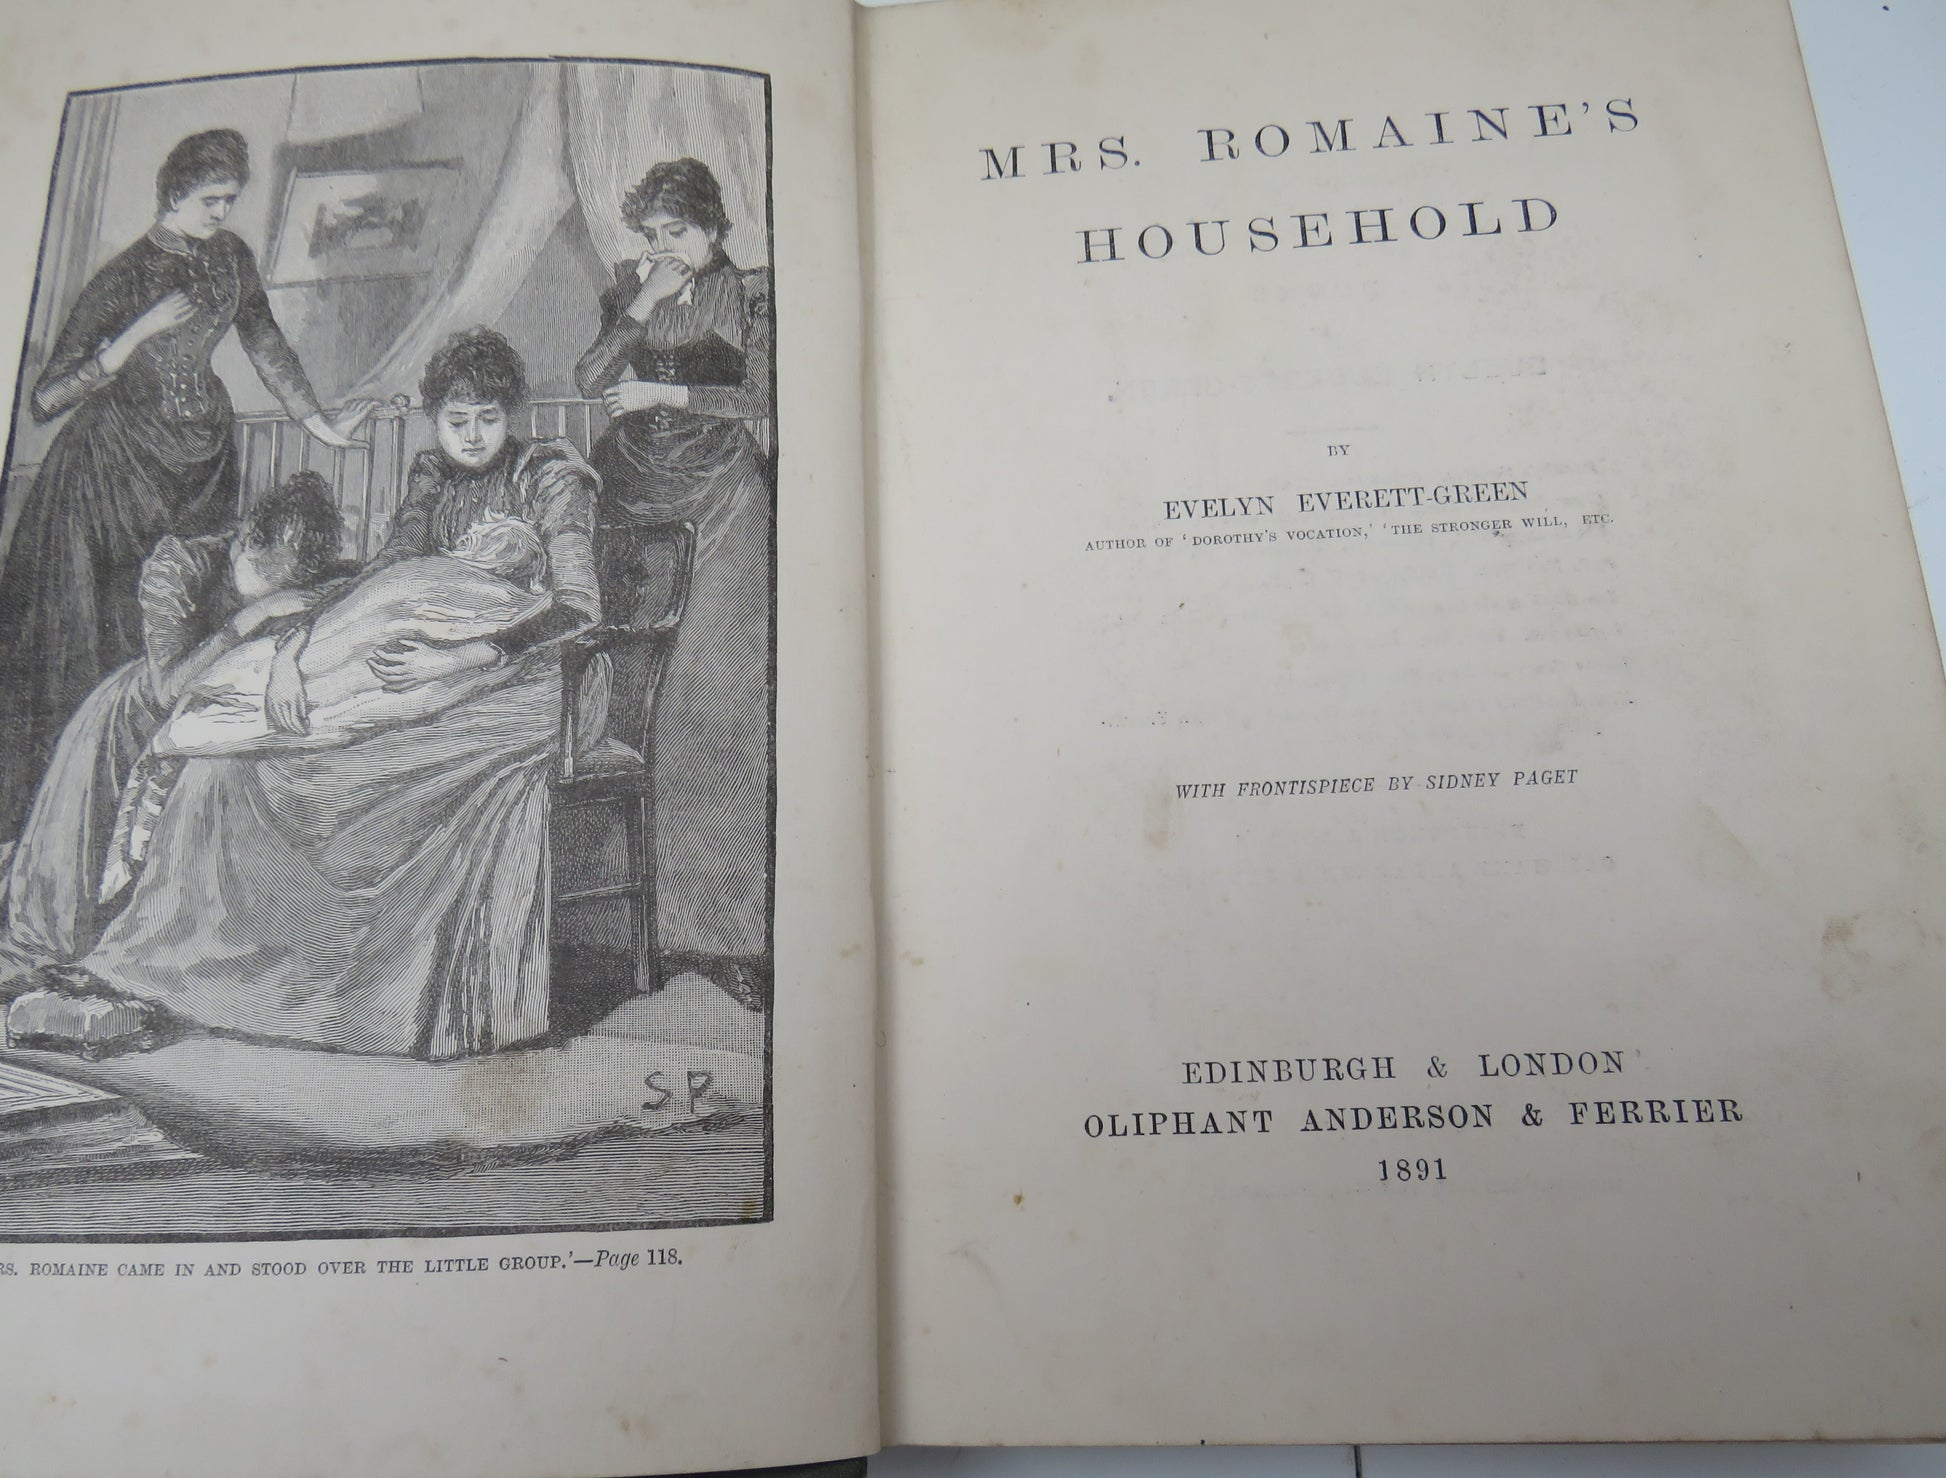 SP
RS. ROMAINE CAME IN AND STOOD OVER THE LITTLE GROUP.'—Page 118.
MRS. ROMAINE'S
HOUSEHOLD
BY
EVELYN EVERETT-GREEN
AUTHOR OF 'DOROTHY'S VOCATION,' 'THE STRONGER WILL, ETC.
WITH FRONTISPIECE BY SIDNEY PAGET
EDINBURGH & LONDON
OLIPHANT ANDERSON & FERRIER
1891